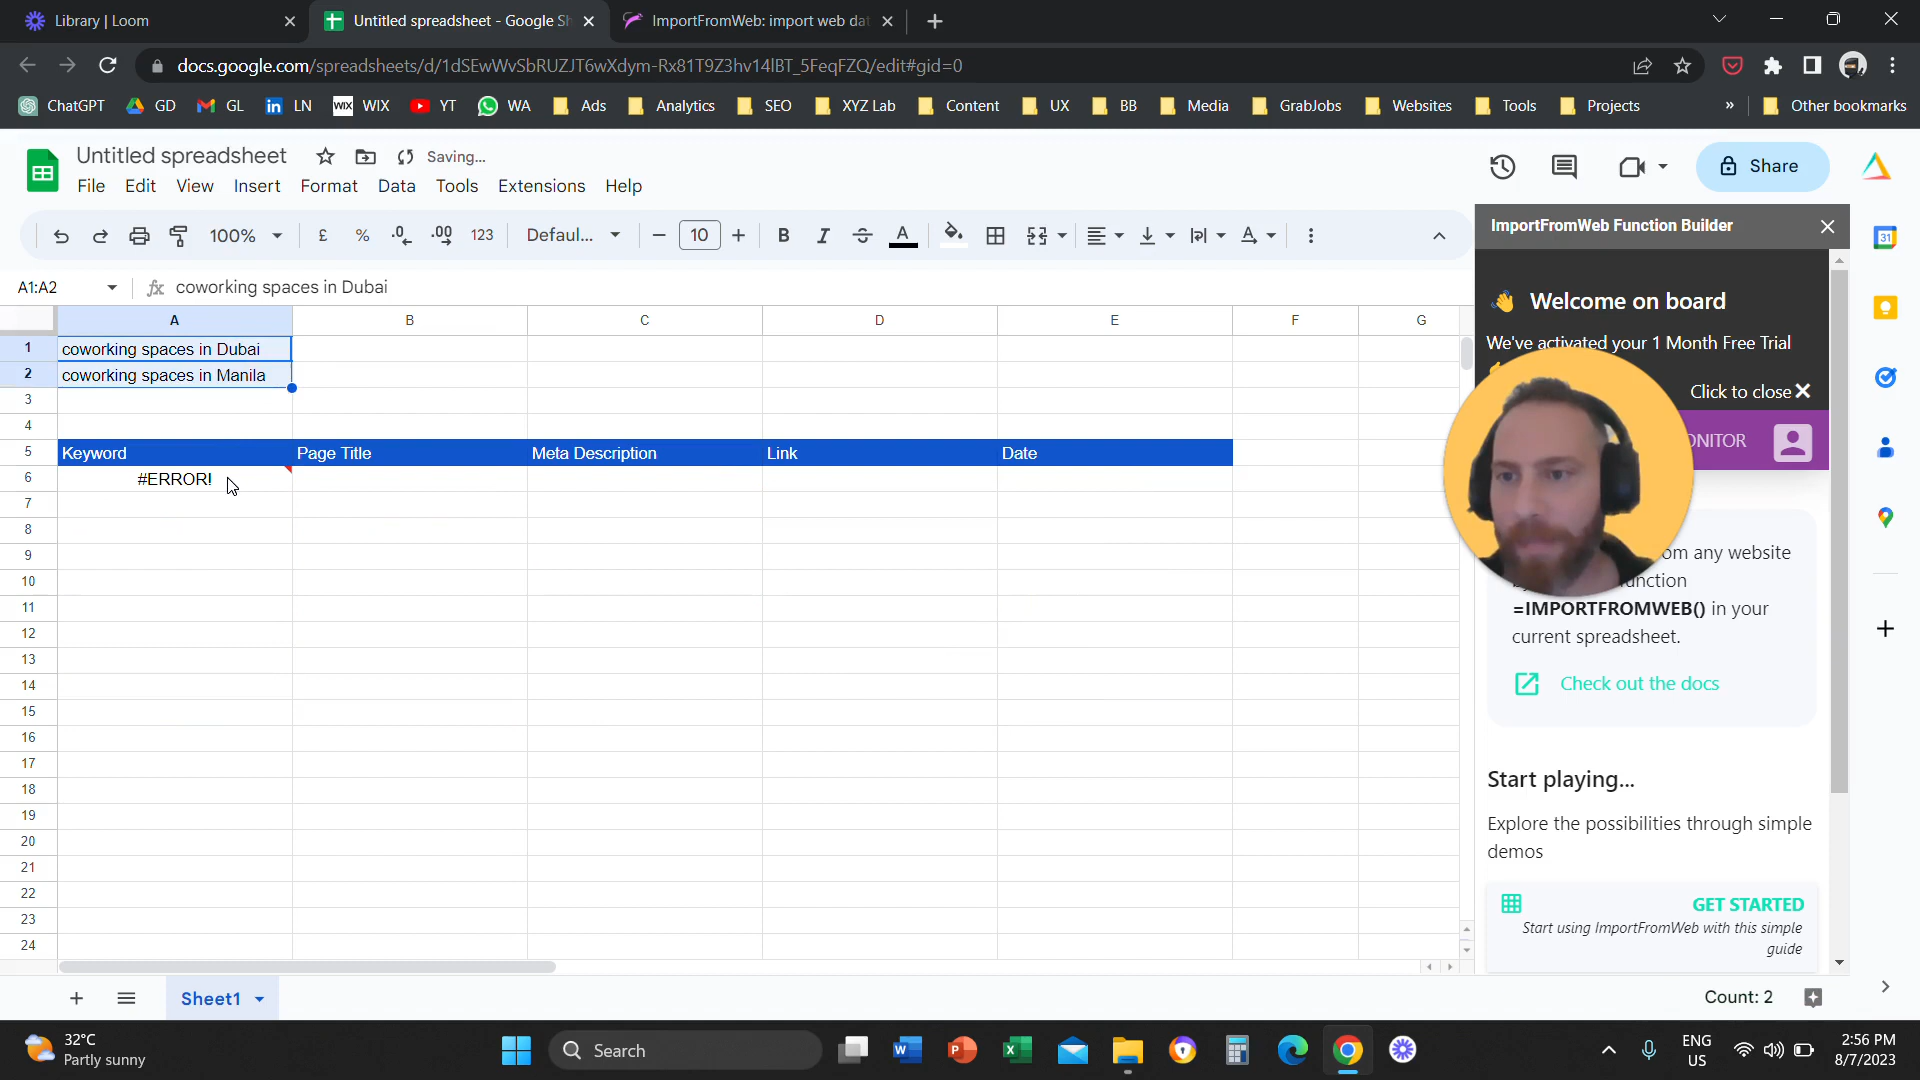 Library | Loom
Untitled spreadsheet - Google Sh
ImportFromWeb: import web dat
docs.google.com/spreadsheets/d/1dSEwWvSbRUZJT6wXdym-Rx81T9Z3hv14lBT_5FeqFZQ/edit#gid=0
ChatGPT GD GL LN WIX WIX YT WA Ads Analytics SEO XYZ Lab Content UX BB Media GrabJobs Websites Tools Projects » Other bookmarks
Untitled spreadsheet Saving...
File Edit View Insert Format Data Tools Extensions Help
Share
100% £ % .0 .00 123 Defaul... 10 B I S A
A1:A2 fx coworking spaces in Dubai
A B C D E F G
1 coworking spaces in Dubai
2 coworking spaces in Manila
3
4
5 Keyword Page Title Meta Description Link Date
6 #ERROR!
7
8
9
10
11
12
13
14
15
16
17
18
19
20
21
22
23
24
Sheet1
Count: 2
ImportFromWeb Function Builder
Welcome on board
We've activated your 1 Month Free Trial
Click to close
ONITOR
om any website
unction
=IMPORTFROMWEB() in your
current spreadsheet.
Check out the docs
Start playing...
Explore the possibilities through simple
demos
GET STARTED
Start using ImportFromWeb with this simple
guide
31
32°C
Partly sunny
Search
ENG
US
2:56 PM
8/7/2023